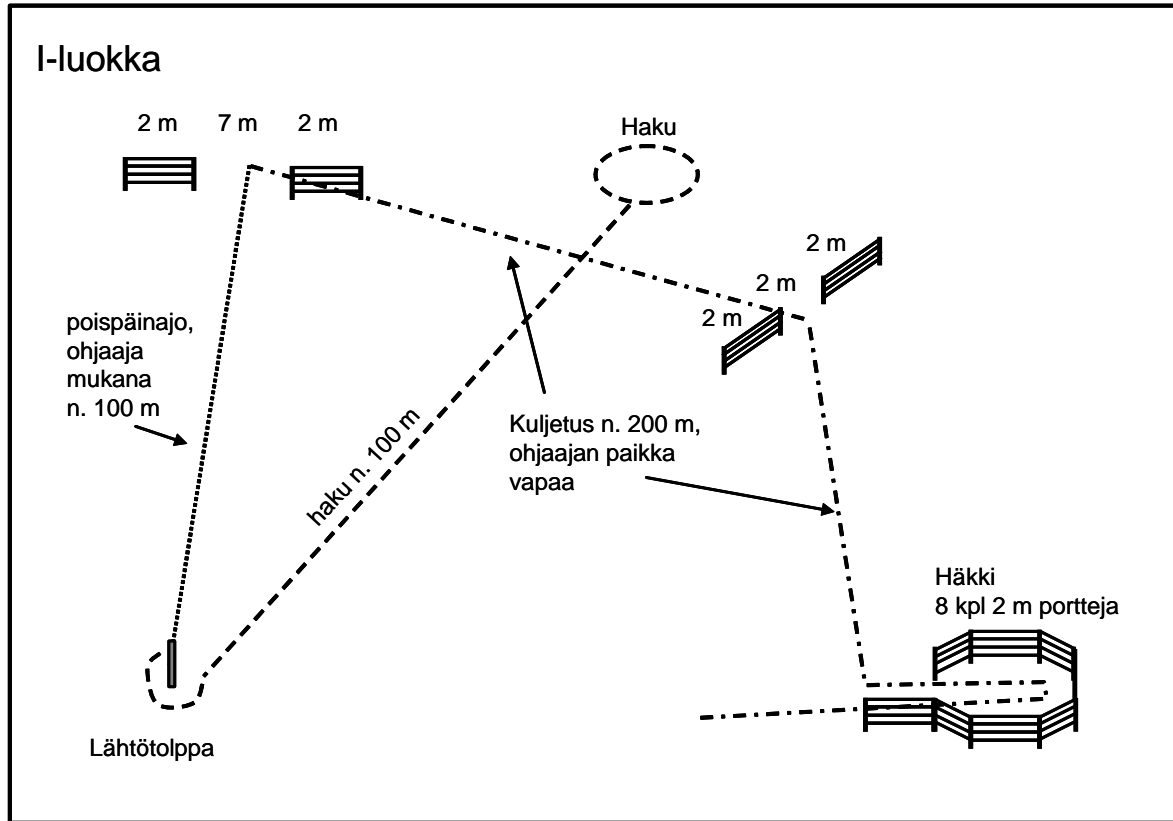 I-luokka
2 m 7 m 2 m
Haku
2 m
2 m
2 m
poispäinajo,
ohjaaja
mukana
n. 100 m
haku n. 100 m
Kuljetus n. 200 m,
ohjaajan paikka
vapaa
Häkki
8 kpl 2 m portteja
Lähtötolppa